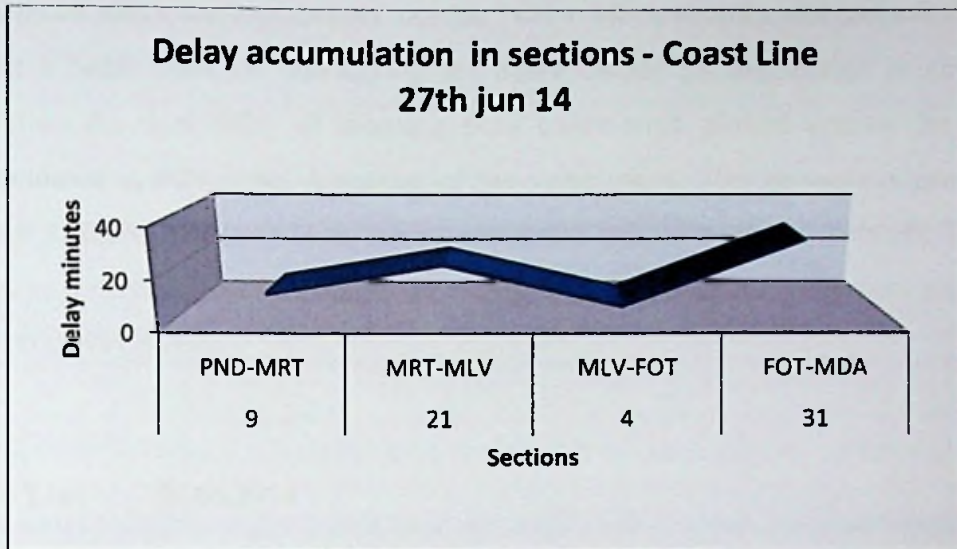 Delay accumulation in sections - Coast Line
27th jun 14
Delay minutes
40
20
0
PND-MRT MRT-MLV MLV-FOT FOT-MDA
9 21 4 31
Sections